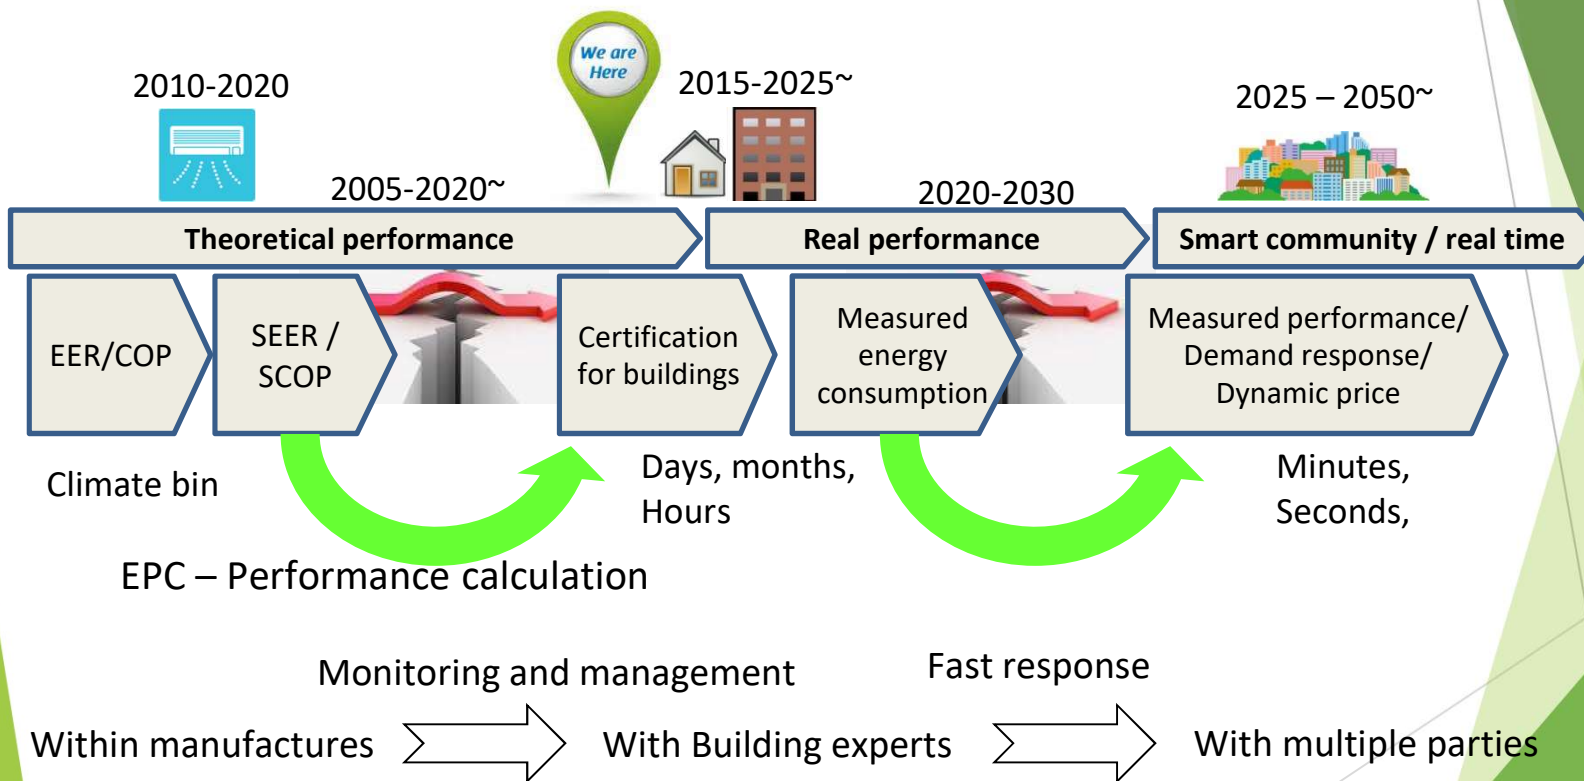 We are
Here
2010-2020
2015-2025~
2025 – 2050~
2005-2020~
2020-2030
Theoretical performance
Real performance
Smart community / real time
EER/COP
SEER /
SCOP
Certification
for buildings
Measured
energy
consumption
Measured performance/
Demand response/
Dynamic price
Climate bin
Days, months,
Hours
Minutes,
Seconds,
EPC – Performance calculation
Monitoring and management
Fast response
Within manufactures
With Building experts
With multiple parties